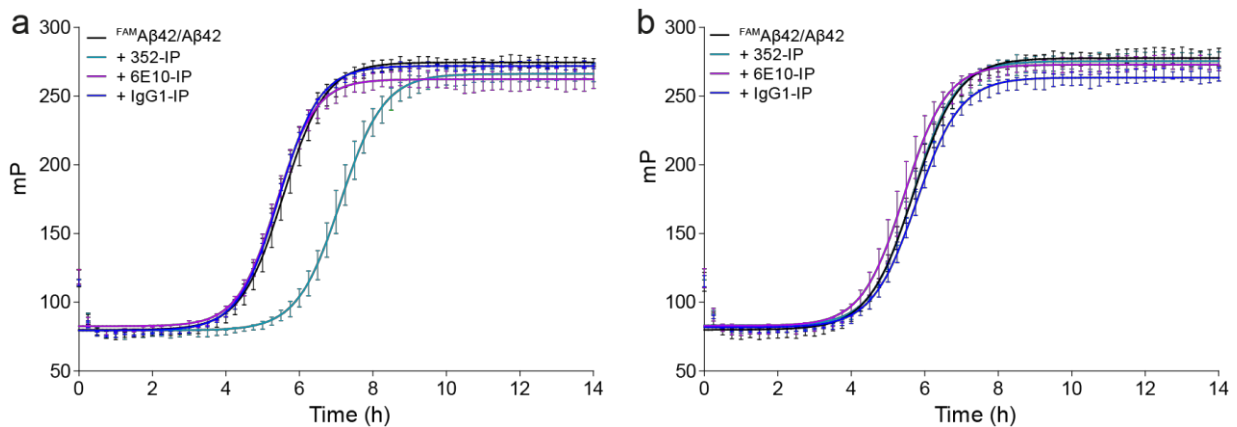 a
300
250
200
150
100
50
mP
FAMAβ42/Aβ42
+ 352-IP
+ 6E10-IP
+ IgG1-IP
0 2 4 6 8 10 12 14
Time (h)
b
300
250
200
150
100
50
mP
FAMAβ42/Aβ42
+ 352-IP
+ 6E10-IP
+ IgG1-IP
0 2 4 6 8 10 12 14
Time (h)